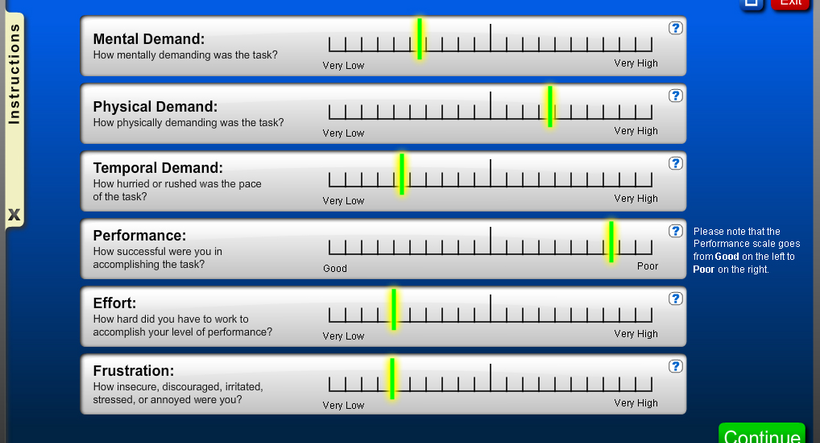 Exit
Instructions
X
Mental Demand:
How mentally demanding was the task?
Very Low
Very High
?
Physical Demand:
How physically demanding was the task?
Very Low
Very High
?
Temporal Demand:
How hurried or rushed was the pace
of the task?
Very Low
Very High
?
Performance:
How successful were you in
accomplishing the task?
Good
Poor
?
Please note that the
Performance scale goes
from Good on the left to
Poor on the right.
Effort:
How hard did you have to work to
accomplish your level of performance?
Very Low
Very High
?
Frustration:
How insecure, discouraged, irritated,
stressed, or annoyed were you?
Very Low
Very High
?
Continue